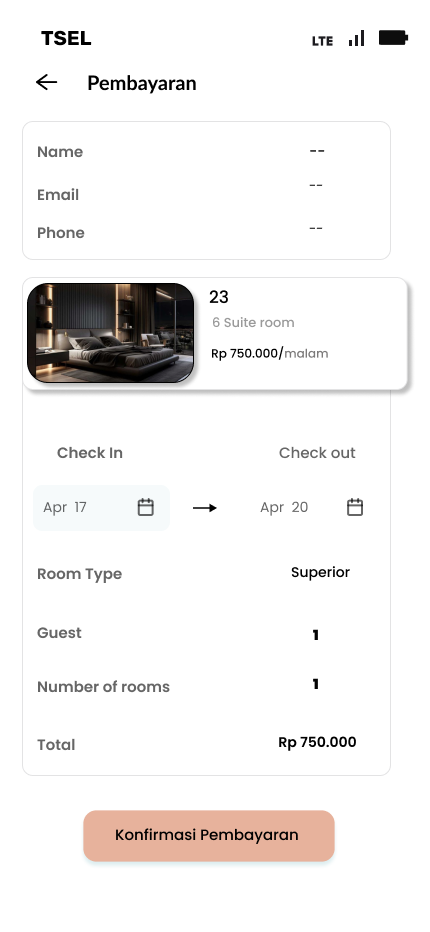 TSEL LTE
Pembayaran
Name --
Email --
Phone --
23
6 Suite room
Rp 750.000/malam
Check In Check out
Apr 17 Apr 20
Room Type Superior
Guest 1
Number of rooms 1
Total Rp 750.000
Konfirmasi Pembayaran